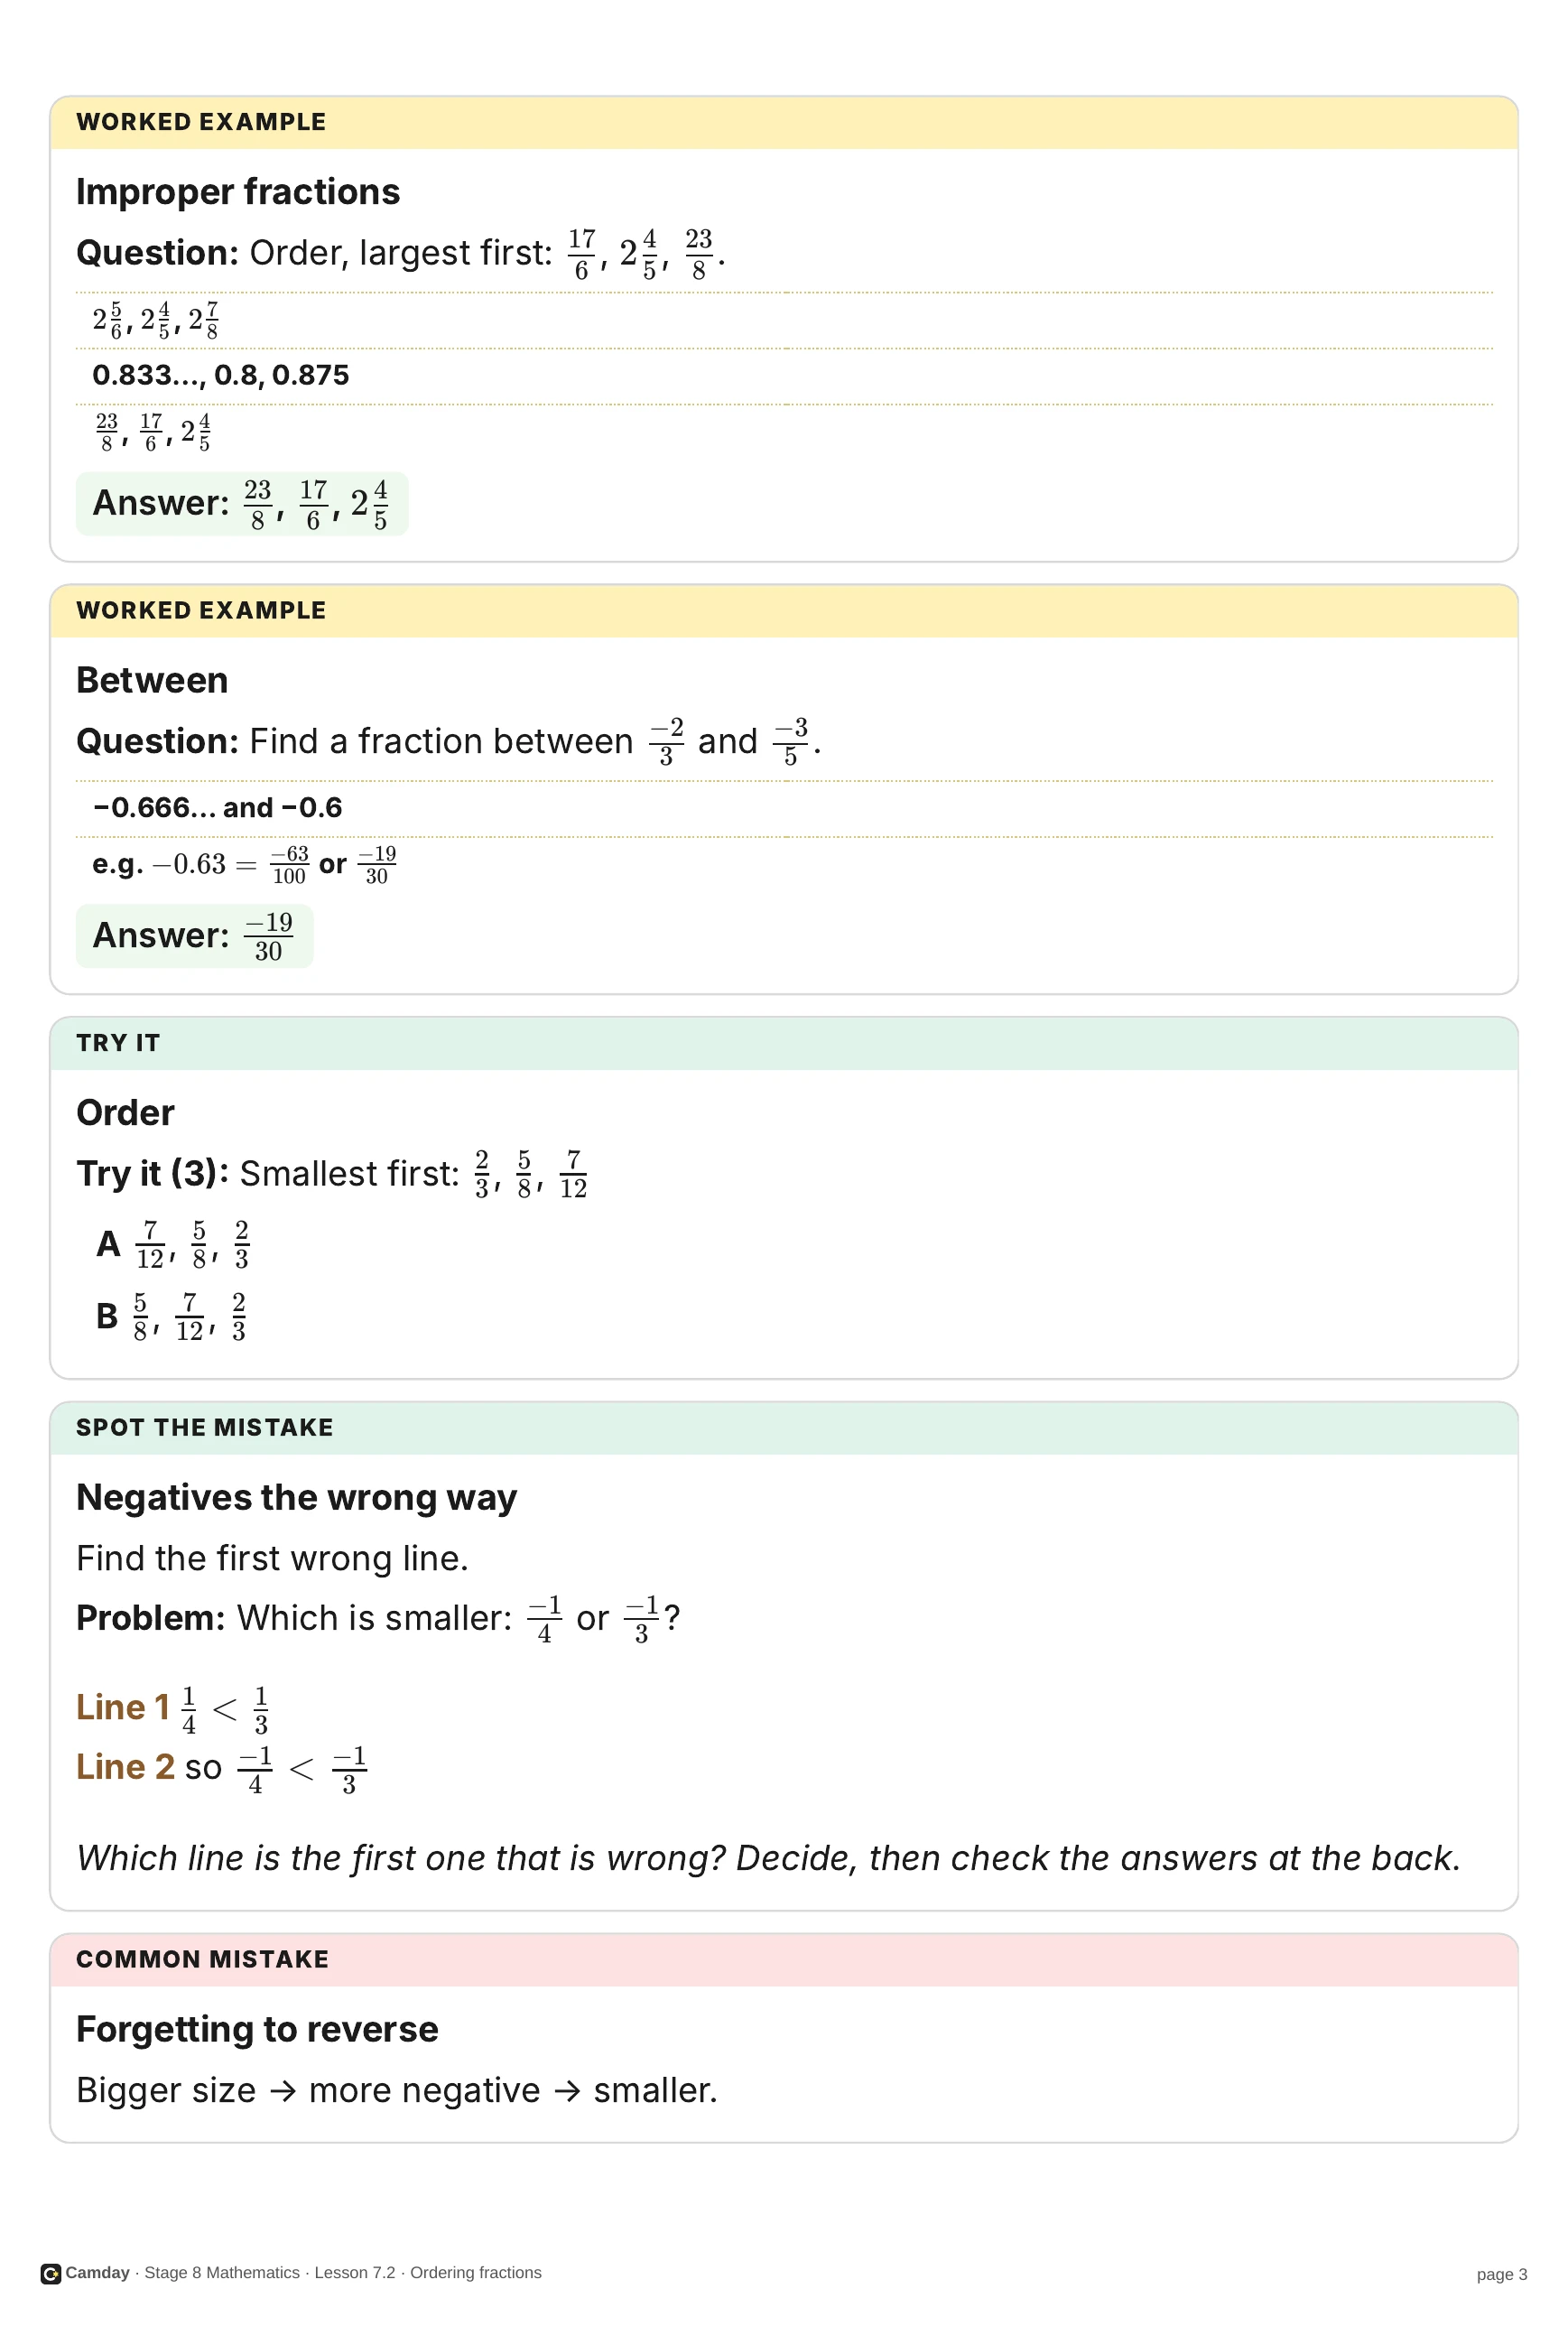 WORKED EXAMPLE
Improper fractions
Question: Order, largest first: 17/6, 2 4/5, 23/8.
2 5/6, 2 4/5, 2 7/8
0.833…, 0.8, 0.875
23/8, 17/6, 2 4/5
Answer: 23/8, 17/6, 2 4/5
WORKED EXAMPLE
Between
Question: Find a fraction between −2/3 and −3/5.
−0.666… and −0.6
e.g. −0.63 = −63/100 or −19/30
Answer: −19/30
TRY IT
Order
Try it (3): Smallest first: 2/3, 5/8, 7/12
A 7/12, 5/8, 2/3
B 5/8, 7/12, 2/3
SPOT THE MISTAKE
Negatives the wrong way
Find the first wrong line.
Problem: Which is smaller: −1/4 or −1/3?
Line 1 1/4 < 1/3
Line 2 so −1/4 < −1/3
Which line is the first one that is wrong? Decide, then check the answers at the back.
COMMON MISTAKE
Forgetting to reverse
Bigger size → more negative → smaller.
Camday · Stage 8 Mathematics · Lesson 7.2 · Ordering fractions
page 3